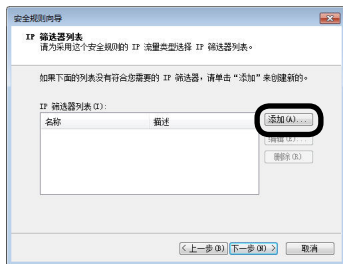 安全规则向导
IP 筛选器列表
请为采用这个安全规则的 IP 流量类型选择 IP 筛选器列表。
如果下面的列表没有符合您需要的 IP 筛选器，请单击“添加”来创建新的。
IP 筛选器列表(I):
名称 描述
添加(A)...
编辑(E)...
删除(R)
< 上一步(B) 下一步(N) > 取消